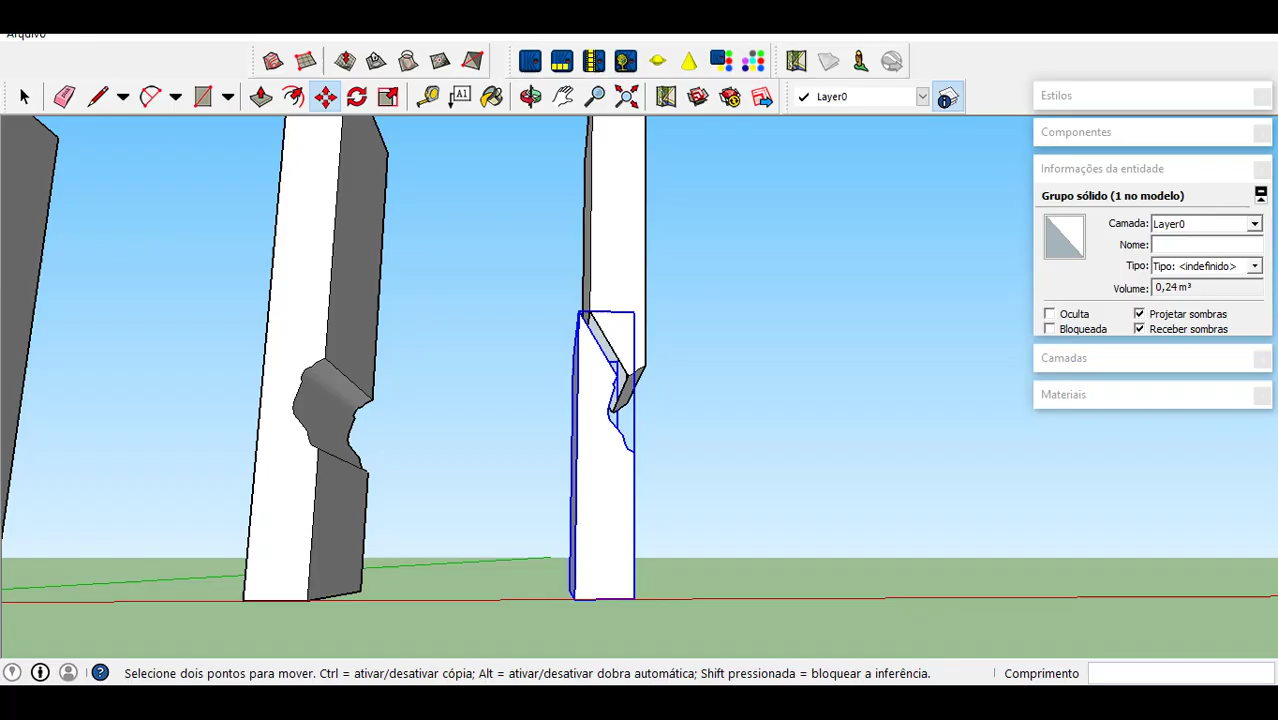 Arquivo
A1
Layer0
Estilos
Componentes
Informações da entidade
Grupo sólido (1 no modelo)
Camada: Layer0
Nome:
Tipo: Tipo: <indefinido>
Volume: 0,24 m³
Oculta Projetar sombras
Bloqueada Receber sombras
Camadas
Materiais
Selecione dois pontos para mover. Ctrl = ativar/desativar cópia; Alt = ativar/desativar dobra automática; Shift pressionada = bloquear a inferência. Comprimento